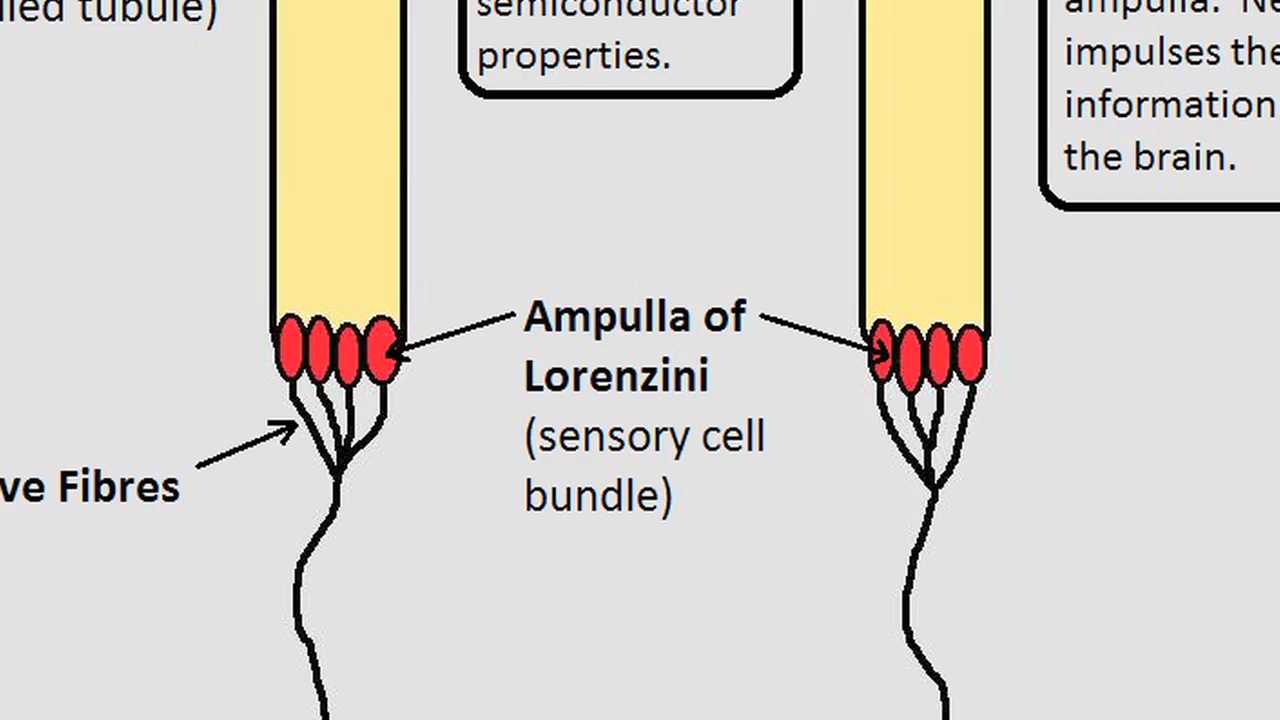 lled tubule)
semiconductor
properties.
ampulla. Ne
impulses the
information
the brain.
Ampulla of
Lorenzini
(sensory cell
bundle)
ve Fibres